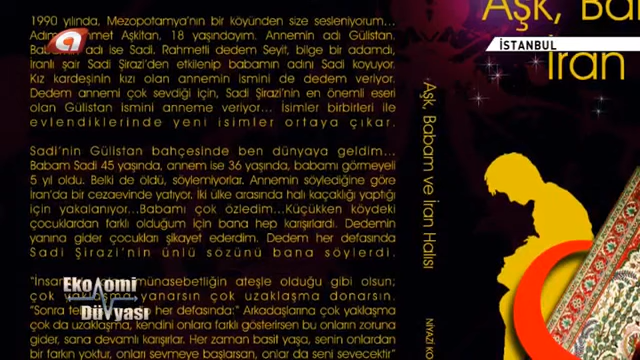 1990 yılında, Mezopotamya'nın bir köyünden size sesleniyorum...
Aşkitan, 18 yaşındayım. Annemin adı Gülistan.
adı ise Sadi. Rahmetli dedem Seyit, bilge bir adamdı,
İranlı şair Sadi Şirazi'den etkilenip babamın adını Sadi koyuyor.
Kız kardeşinin kızı olan annemin ismini de dedem veriyor.
Dedem annemi çok sevdiği için, Sadi Şirazi'nin en önemli eseri
olan Gülistan ismini anneme veriyor... İsimler birbirleri ile
evlendiklerinde yeni isimler ortaya çıkar.
Sadi'nin Gülistan bahçesinde ben dünyaya geldim...
Babam Sadi 45 yaşında, annem ise 36 yaşında, babamı görmeyeli
5 yıl oldu. Belki de öldü, söylemiyorlar. Annemin söylediğine göre
İran'da bir cezaevinde yatıyor. İki ülke arasında halı kaçaklığı yaptığı
için yakalanıyor...Babamı çok özledim...Küçükken köydeki
çocuklardan farklı olduğum için bana hep karışırlardı. Dedemin
yanına gider çocukları şikayet ederdim. Dedem her defasında
Sadi Şirazi'nin ünlü sözünü bana söylerdi.
"İnsan münasebetliğin ateşle olduğu gibi olsun;
çok yaklaşma yanarsın çok uzaklaşma donarsın.
"Sonra her defasında:" Arkadaşlarına çok yaklaşma
çok da uzaklaşma, kendini onlara farklı gösterirsen bu onların zoruna
gider, sana devamlı karışırlar. Her zaman basit yaşa, senin onlardan
bir farkın yoktur, onları sevmeye başlarsan, onlar da seni sevecektir"
Aşk, Babam ve İran Halısı
NİYAZİ
Aşk,
İran
İSTANBUL
a
Ekonomi
Dünyası